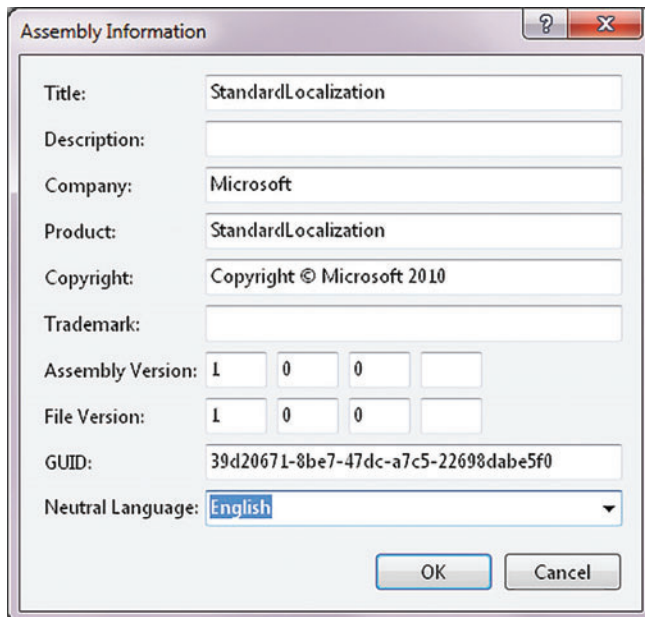 Assembly Information
Title: StandardLocalization
Description:
Company: Microsoft
Product: StandardLocalization
Copyright: Copyright © Microsoft 2010
Trademark:
Assembly Version: 1 0 0
File Version: 1 0 0
GUID: 39d20671-8be7-47dc-a7c5-22698dabe5f0
Neutral Language: English
OK Cancel